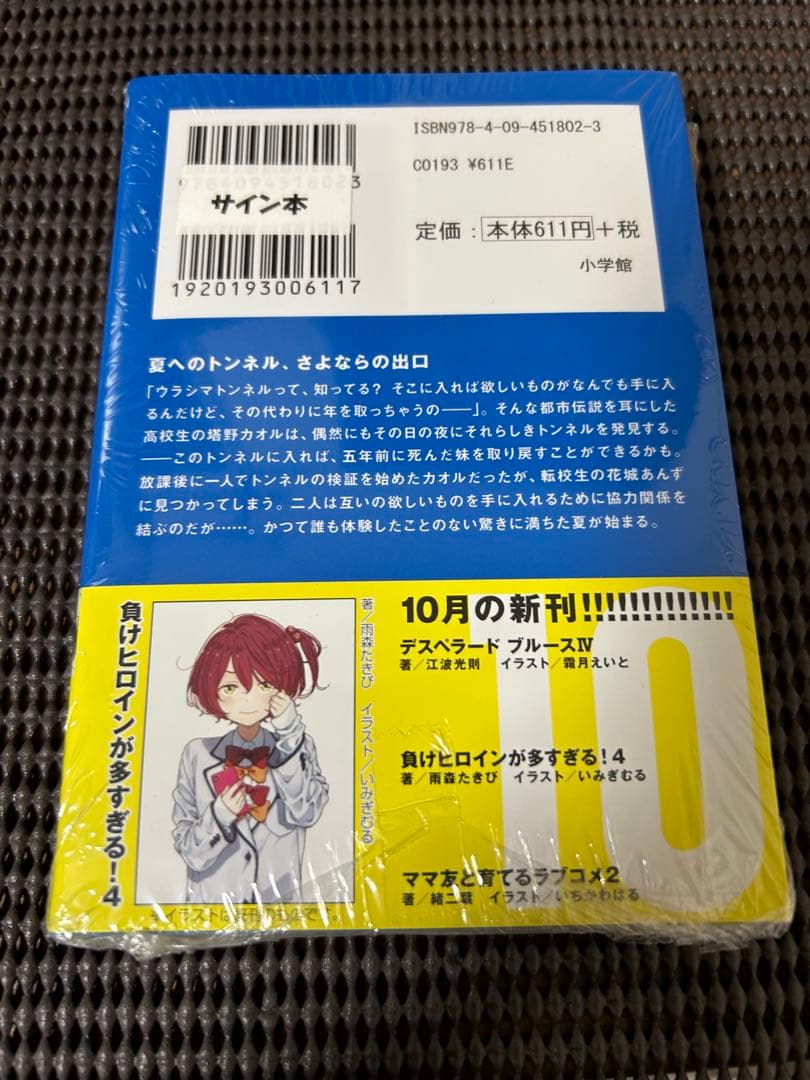 ISBN978-4-09-451802-3
C0193 ¥611E
サイン本
定価：本体611円＋税
小学館
1920193006117
夏へのトンネル、さよならの出口
「ウラシマトンネルって、知ってる？ そこに入れば欲しいものがなんでも手に入
るんだけど、その代わりに年を取っちゃうの──」。そんな都市伝説を耳にした
高校生の塔野カオルは、偶然にもその日の夜にそれらしきトンネルを発見する。
──このトンネルに入れば、五年前に死んだ妹を取り戻すことができるかも。
放課後に一人でトンネルの検証を始めたカオルだったが、転校生の花城あんず
に見つかってしまう。二人は互いの欲しいものを手に入れるために協力関係を
結ぶのだが……。かつて誰も体験したことのない驚きに満ちた夏が始まる。
負けヒロインが多すぎる！4
著／雨森たきび イラスト／いみぎむる
10
10月の新刊!!!!!!!!!!!!!
デスペラード ブルースⅣ
著／江波光則 イラスト／霜月えいと
負けヒロインが多すぎる！4
著／雨森たきび イラスト／いみぎむる
ママ友と育てるラブコメ2
著／緒二葉 イラスト／いちかわはる
※イラストは既刊のものです。